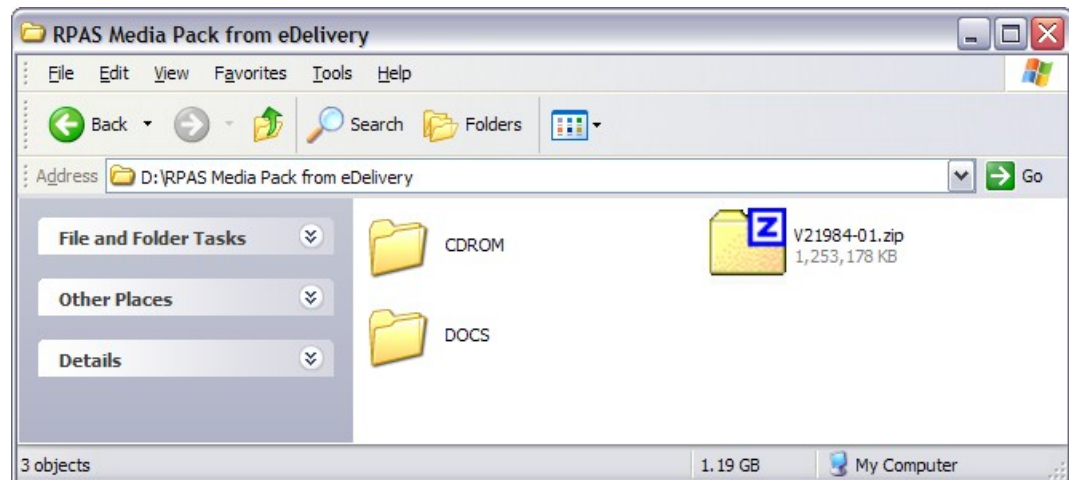 RPAS Media Pack from eDelivery
File Edit View Favorites Tools Help
Back Search Folders
Address D:\RPAS Media Pack from eDelivery Go
File and Folder Tasks
Other Places
Details
CDROM
DOCS
V21984-01.zip
1,253,178 KB
3 objects 1.19 GB My Computer